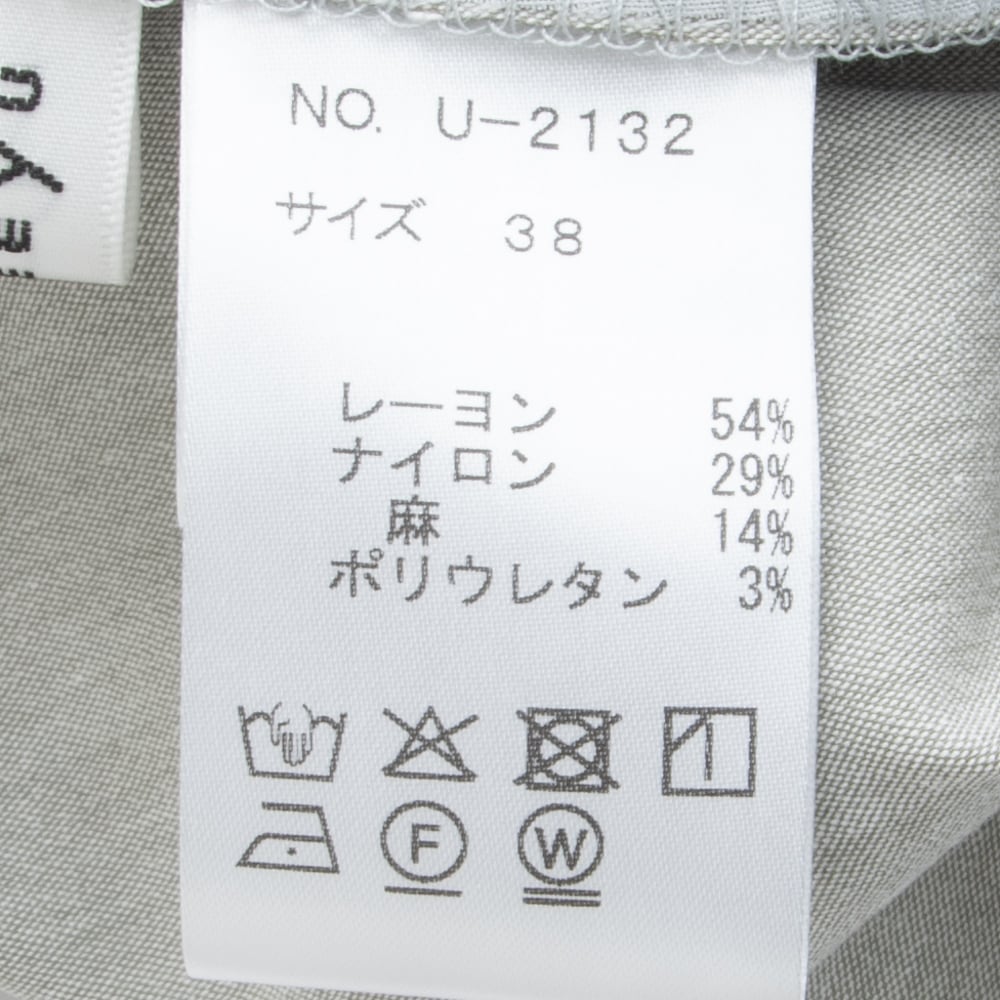 NO. U-2132
サイズ 38
レーヨン 54%
ナイロン 29%
麻 14%
ポリウレタン 3%
F
W